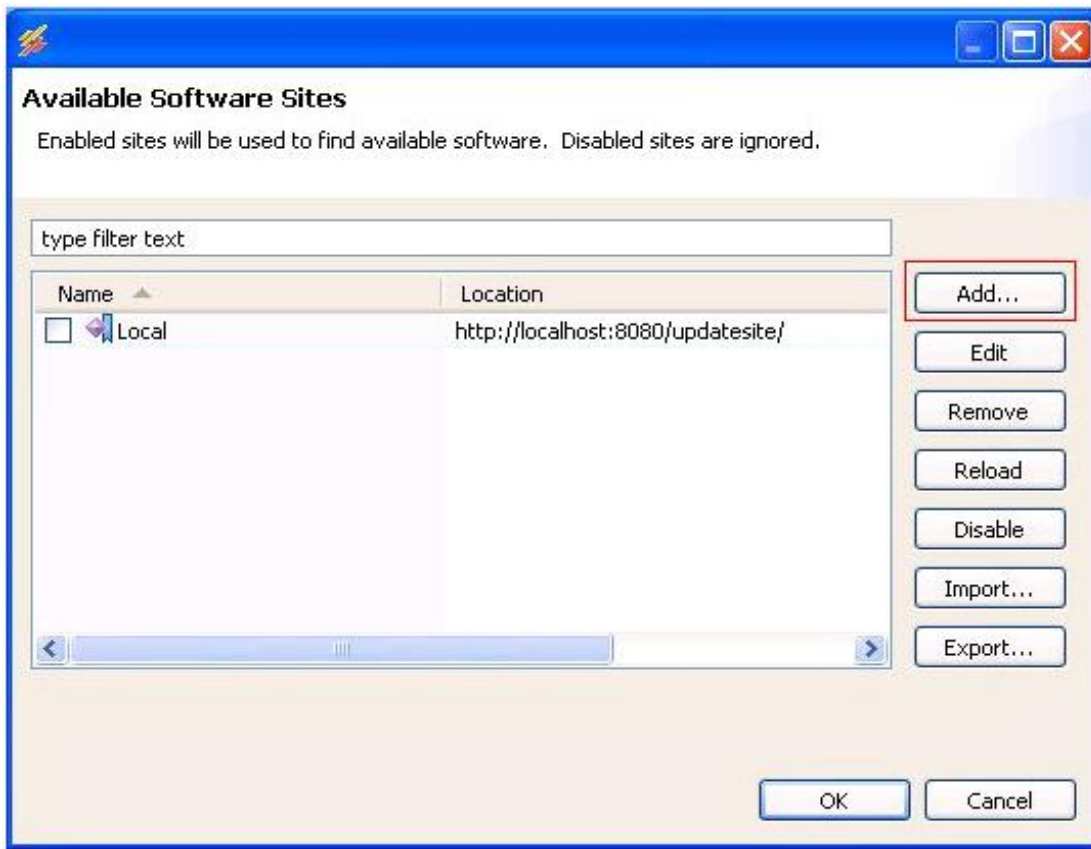 Available Software Sites
Enabled sites will be used to find available software.  Disabled sites are ignored.
type filter text
Name Location
Local http://localhost:8080/updatesite/
Add...
Edit
Remove
Reload
Disable
Import...
Export...
OK Cancel